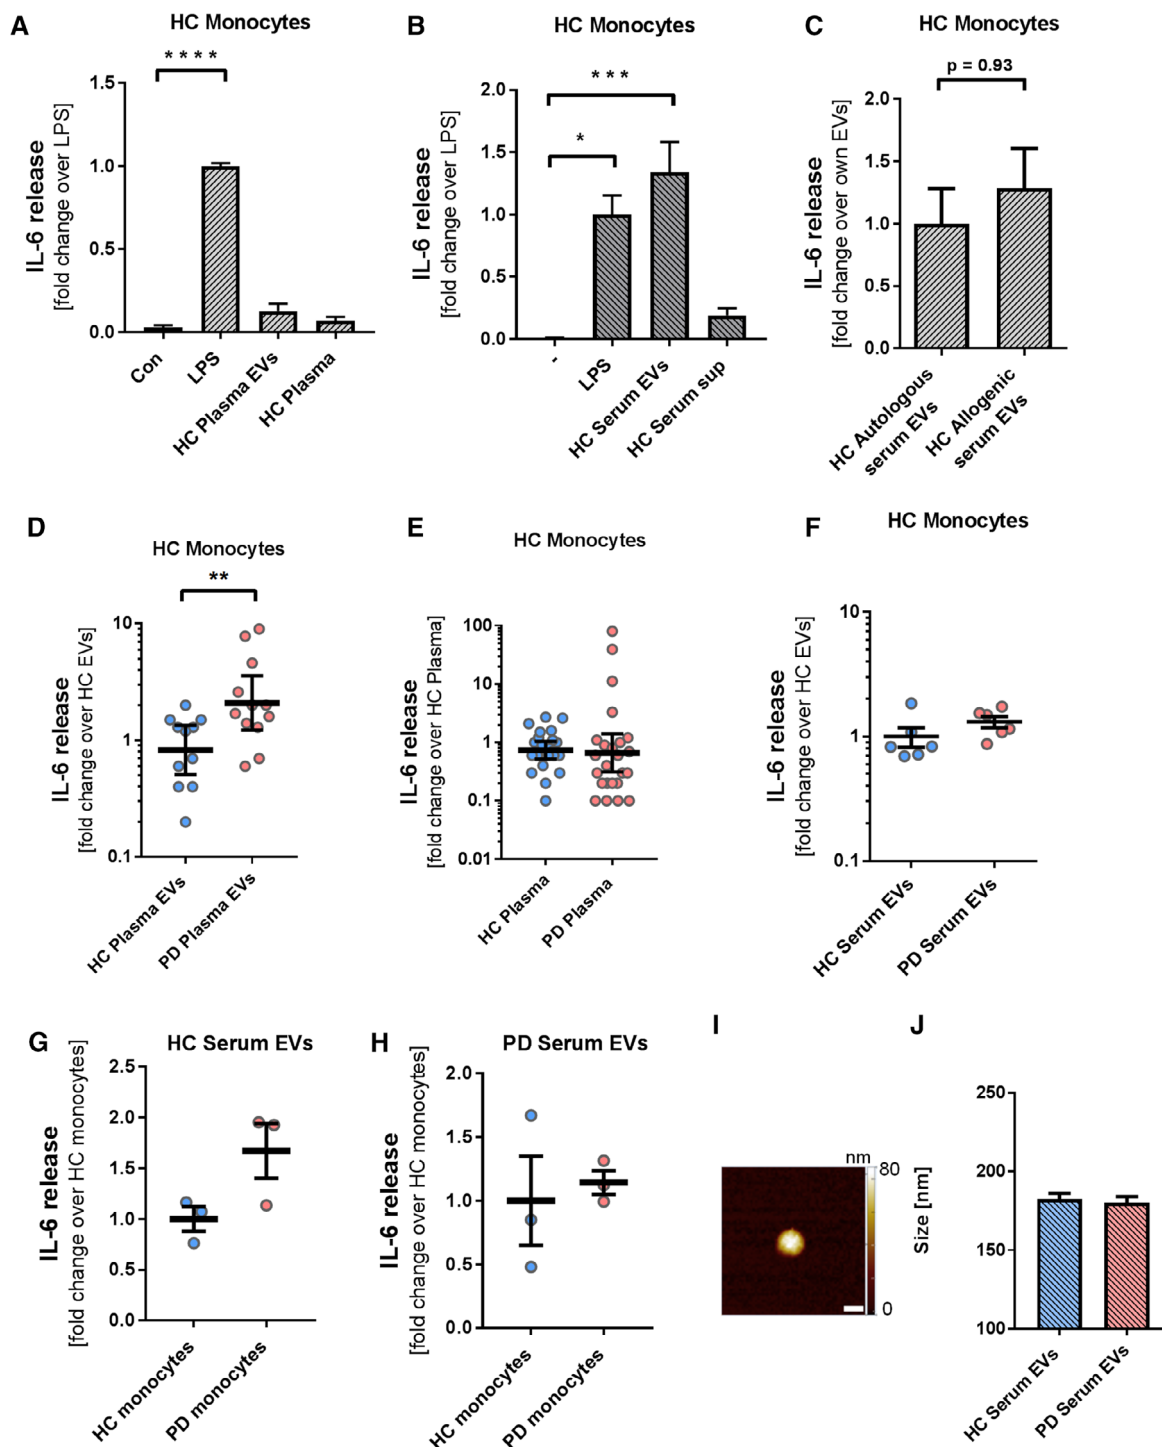 A
HC Monocytes
****
IL-6 release
[fold change over LPS]
1.5
1.0
0.5
0.0
Con
LPS
HC Plasma EVs
HC Plasma
B
HC Monocytes
***
*
IL-6 release
[fold change over LPS]
2.0
1.5
1.0
0.5
0.0
-
LPS
HC Serum EVs
HC Serum sup
C
HC Monocytes
p = 0.93
IL-6 release
[fold change over own EVs]
2.0
1.5
1.0
0.5
0.0
HC Autologous
serum EVs
HC Allogenic
serum EVs
D
HC Monocytes
**
IL-6 release
[fold change over HC EVs]
10
1
0.1
HC Plasma EVs
PD Plasma EVs
E
HC Monocytes
IL-6 release
[fold change over HC Plasma]
100
10
1
0.1
0.01
HC Plasma
PD Plasma
F
HC Monocytes
IL-6 release
[fold change over HC EVs]
10
1
0.1
HC Serum EVs
PD Serum EVs
G
HC Serum EVs
IL-6 release
[fold change over HC monocytes]
2.5
2.0
1.5
1.0
0.5
0.0
HC monocytes
PD monocytes
H
PD Serum EVs
IL-6 release
[fold change over HC monocytes]
2.0
1.5
1.0
0.5
0.0
HC monocytes
PD monocytes
I
nm
80
0
J
Size [nm]
250
200
150
100
HC Serum EVs
PD Serum EVs